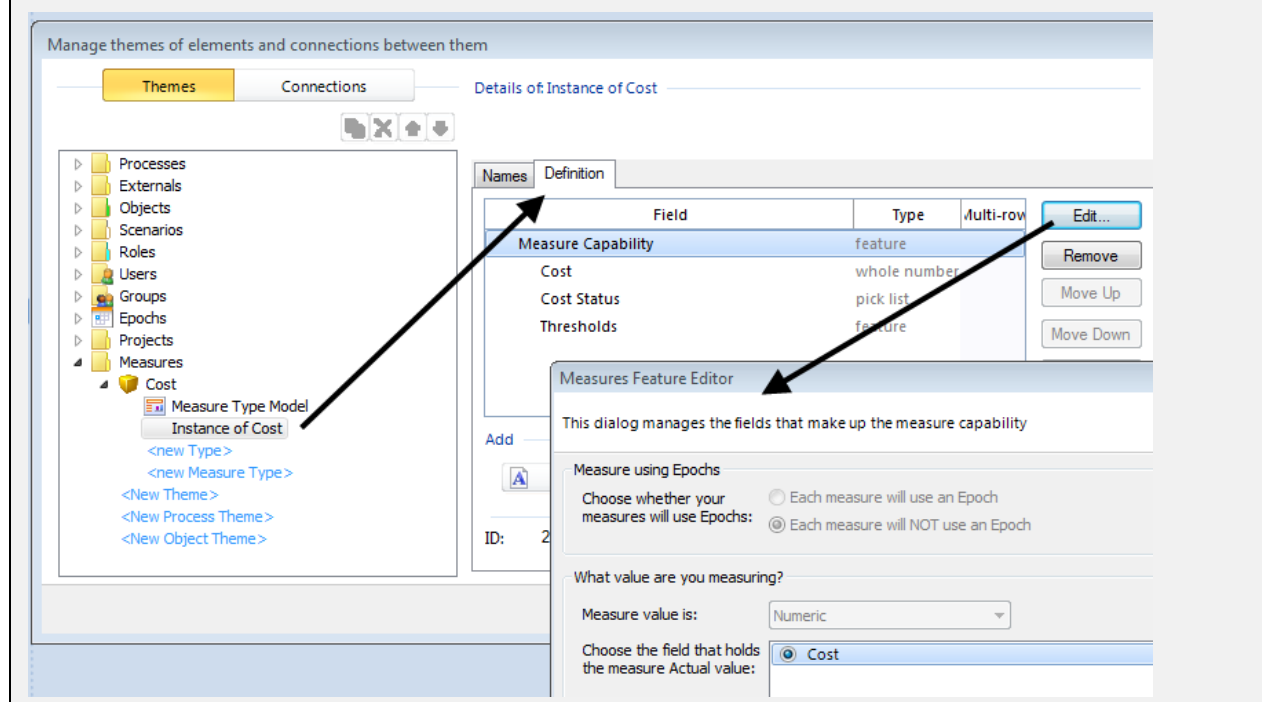 Manage themes of elements and connections between them
Themes
Connections
Details of: Instance of Cost
Processes
Externals
Objects
Scenarios
Roles
Users
Groups
Epochs
Projects
Measures
Cost
Measure Type Model
Instance of Cost
<new Type>
<new Measure Type>
<New Theme>
<New Process Theme>
<New Object Theme>
Names
Definition
Field
Type
Multi-row
Measure Capability
feature
Cost
whole number
Cost Status
pick list
Thresholds
feature
Edit...
Remove
Move Up
Move Down
Add
A
ID:
2
Measures Feature Editor
This dialog manages the fields that make up the measure capability
Measure using Epochs
Choose whether your
measures will use Epochs:
Each measure will use an Epoch
Each measure will NOT use an Epoch
What value are you measuring?
Measure value is:
Numeric
Choose the field that holds
the measure Actual value:
Cost